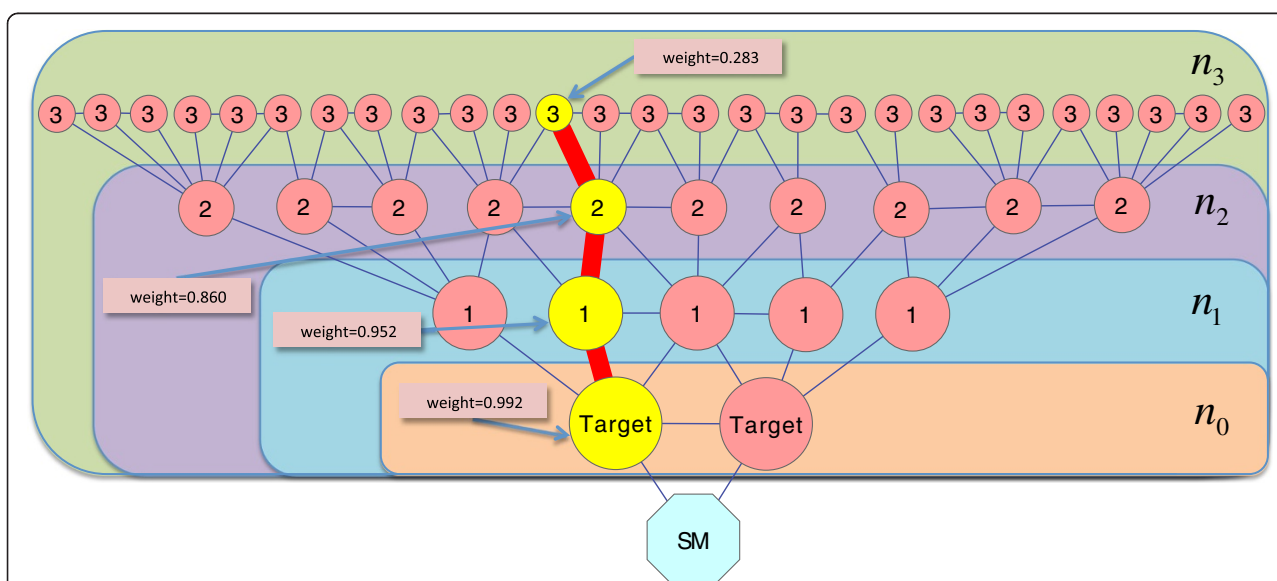 weight=0.283
n3
3 3 3 3 3 3 3 3 3 3 3 3 3 3 3 3 3 3 3 3 3 3 3 3 3 3 3
2 2 2 2 2 2 2 2 2 2
n2
weight=0.860
1 1 1 1 1
n1
weight=0.952
weight=0.992
Target Target
n0
SM